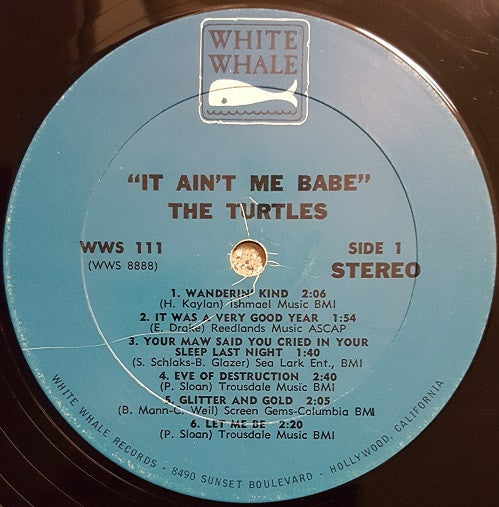 WHITE
WHALE
"IT AIN'T ME BABE"
THE TURTLES
WWS 111
(WWS 8888)
SIDE 1
STEREO
1. WANDERIN' KIND 2:06
(H. Kaylan) Ishmael Music BMI
2. IT WAS A VERY GOOD YEAR 1:54
(E. Drake) Reedlands Music ASCAP
3. YOUR MAW SAID YOU CRIED IN YOUR
SLEEP LAST NIGHT 1:40
(S. Schlaks-B. Glazer) Sea Lark Ent., BMI
4. EVE OF DESTRUCTION 2:40
(P. Sloan) Trousdale Music BMI
5. GLITTER AND GOLD 2:05
(B. Mann-C. Weil) Screen Gems-Columbia BMI
6. LET ME BE 2:20
(P. Sloan) Trousdale Music BMI
WHITE WHALE RECORDS - 8490 SUNSET BOULEVARD - HOLLYWOOD, CALIFORNIA